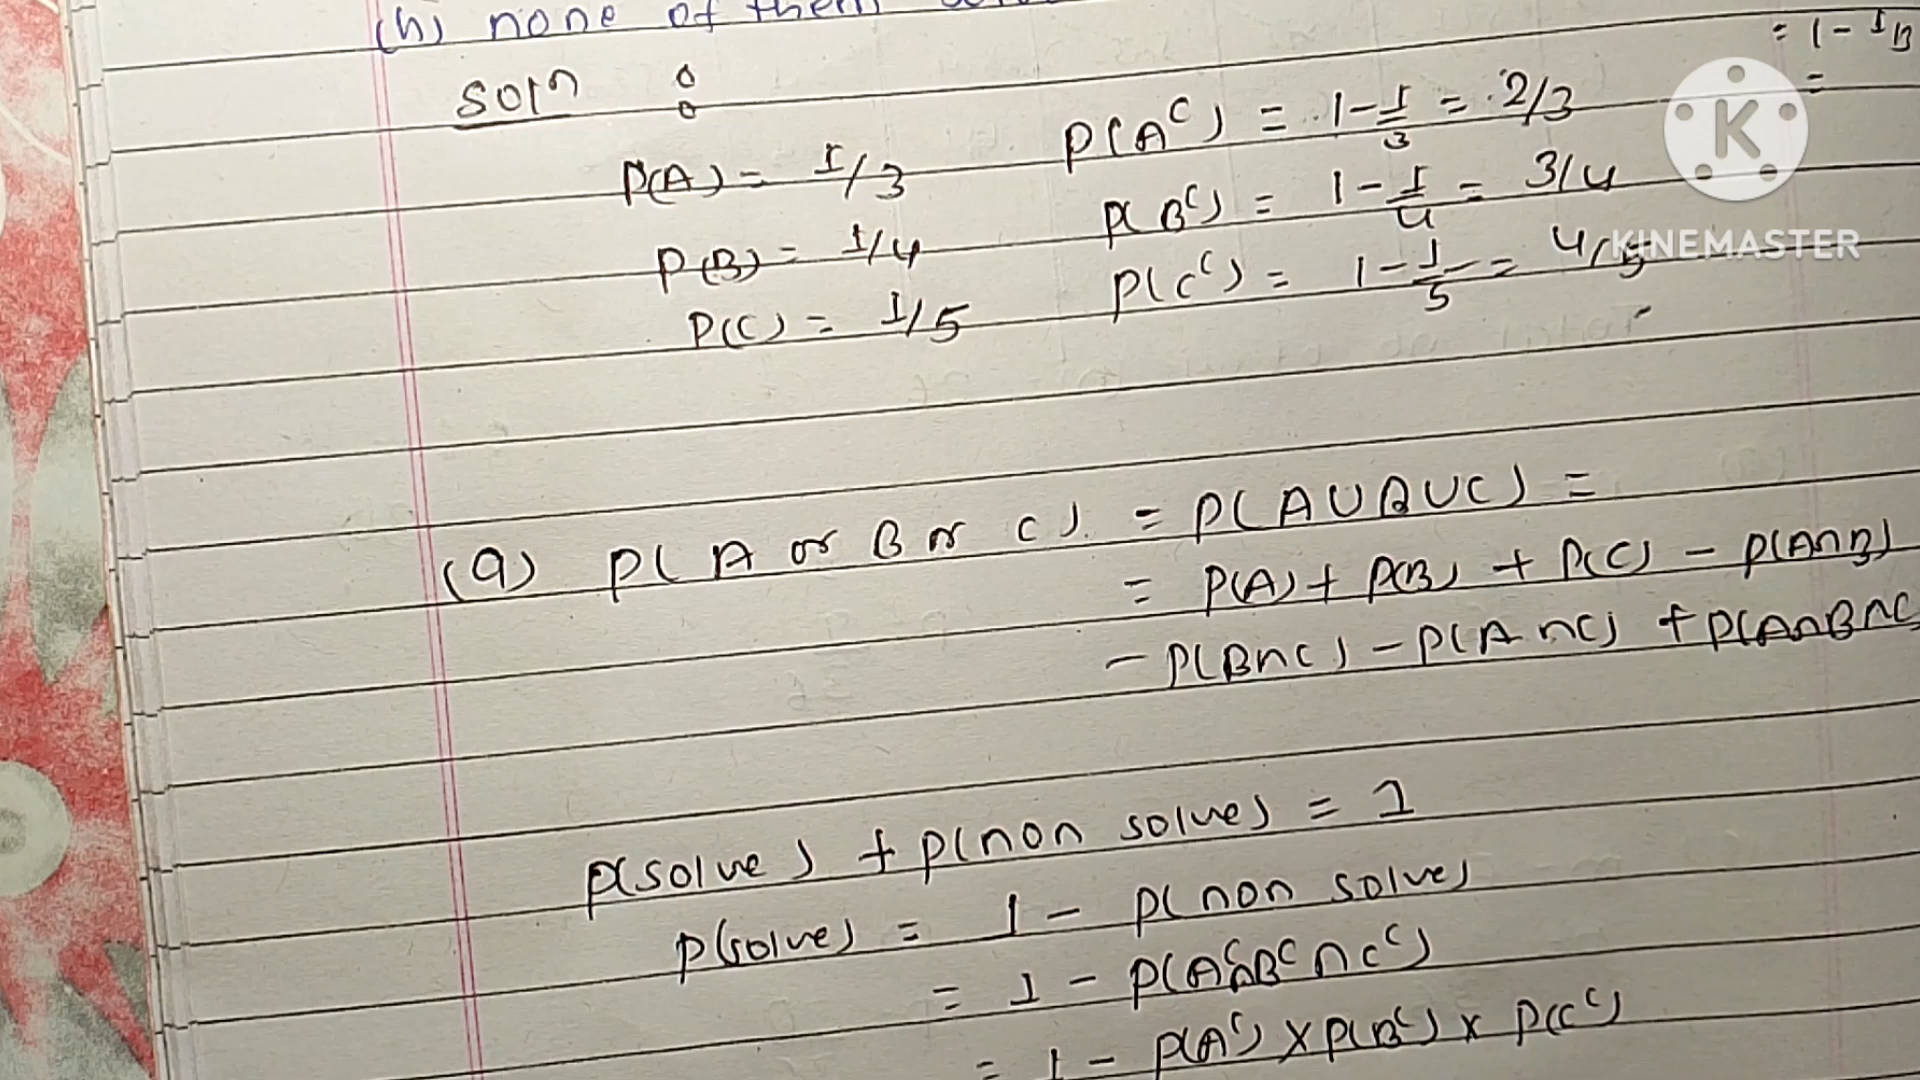 (h) none of them
= 1 - 1
=
soln :
P(A) = 1/3
P(A^c) = 1 - 1/3 = 2/3
P(B) = 1/4
P(B^c) = 1 - 1/4 = 3/4
P(C) = 1/5
P(C^c) = 1 - 1/5 = 4/5
K
KINEMASTER
(a) P(A or B or C) = P(A∪B∪C) =
= P(A) + P(B) + P(C) - P(A∩B)
- P(B∩C) - P(A∩C) + P(A∩B∩C
P(solve) + P(non solve) = 1
P(solve) = 1 - P(non solve)
= 1 - P(A^c∩B^c∩C^c)
= 1 - P(A^c) x P(B^c) x P(C^c)